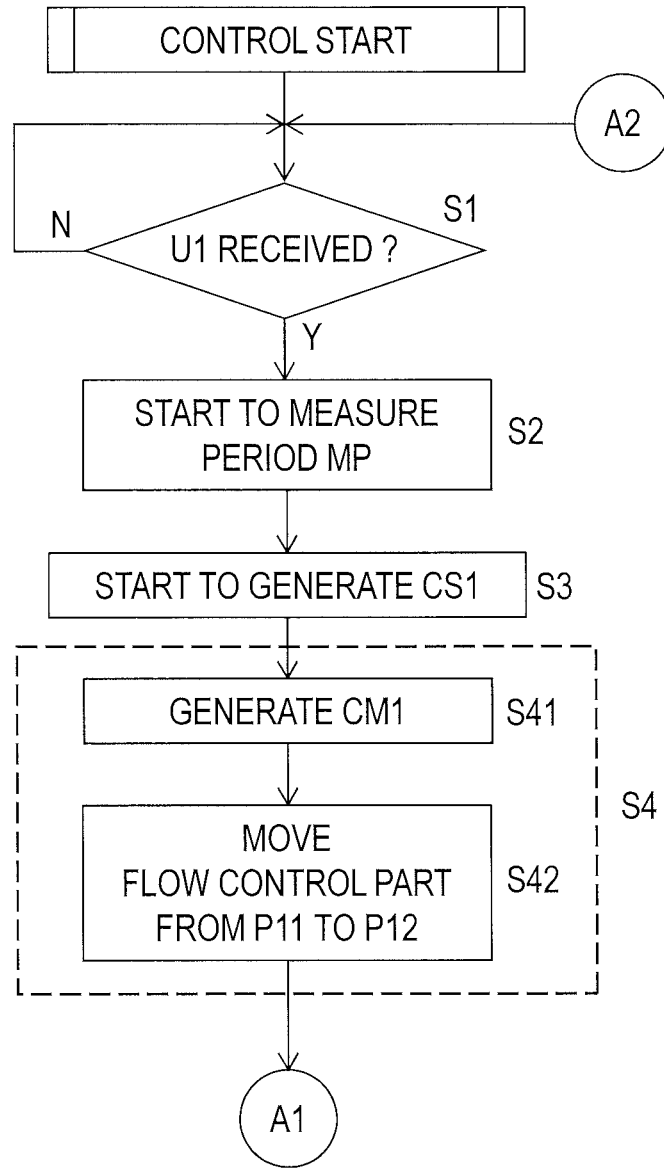 CONTROL START
A2
S1
N
U1 RECEIVED ?
Y
START TO MEASURE
PERIOD MP
S2
START TO GENERATE CS1
S3
GENERATE CM1
S41
S4
MOVE
FLOW CONTROL PART
FROM P11 TO P12
S42
A1